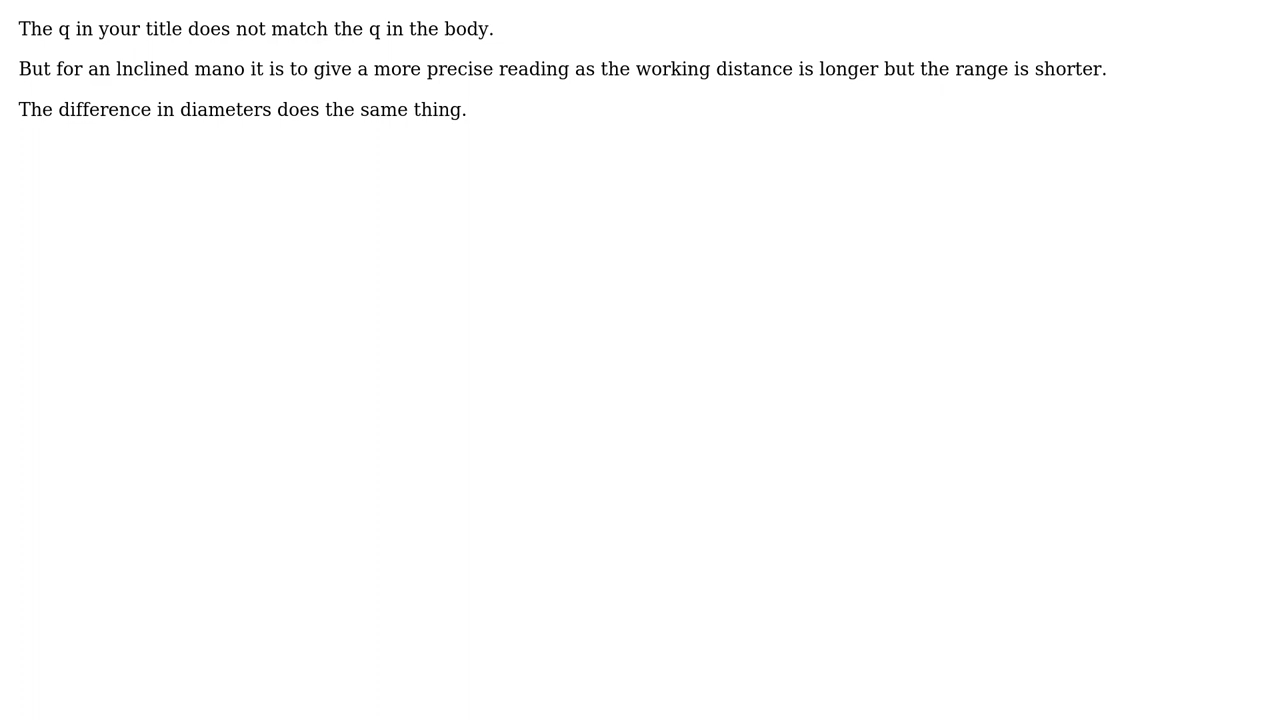 The q in your title does not match the q in the body.
But for an lnclined mano it is to give a more precise reading as the working distance is longer but the range is shorter.
The difference in diameters does the same thing.